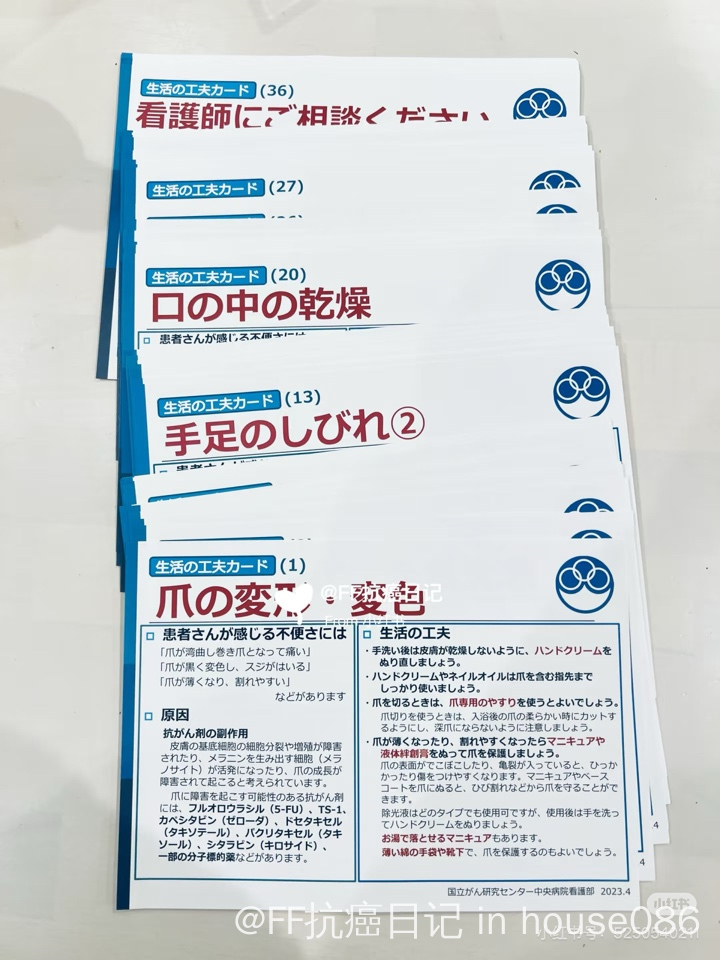 生活の工夫カード (36)
看護師にご相談ください
生活の工夫カード (27)
生活の工夫カード (20)
口の中の乾燥
患者さんが感じる不便さには
生活の工夫カード (13)
手足のしびれ②
生活の工夫カード (1)
爪の変形・変色
@FF抗癌日记
患者さんが感じる不便さには
「爪が湾曲し巻き爪となって痛い」
「爪が黒く変色し、スジがはいる」
「爪が薄くなり、割れやすい」
などがあります
原因
抗がん剤の副作用
皮膚の基底細胞の細胞分裂や増殖が障害
されたり、メラニンを生み出す細胞（メラ
ノサイト）が活発になったり、爪の成長が
障害されて起こると考えられています。
爪に障害を起こす可能性のある抗がん剤
には、フルオロウラシル（5-FU）、TS-1、
カペシタビン（ゼローダ）、ドセタキセル
（タキソテール）、パクリタキセル（タキ
ソール）、シタラビン（キロサイド）、
一部の分子標的薬などがあります。
生活の工夫
・手洗い後は皮膚が乾燥しないように、ハンドクリームを
ぬり直しましょう。
・ハンドクリームやネイルオイルは爪を含む指先まで
しっかり使いましょう。
・爪を切るときは、爪専用のやすりを使うとよいでしょう。
爪切りを使うときは、入浴後の爪の柔らかい時にカットす
るようにし、深爪にならないように注意しましょう。
・爪が薄くなったり、割れやすくなったらマニキュアや
液体絆創膏をぬって爪を保護しましょう。
爪の表面がでこぼこしたり、亀裂が入っていると、ひっか
かったり傷をつけやすくなります。マニキュアやベース
コートを爪にぬると、ひび割れなどから爪を守ることがで
きます。
除光液はどのタイプでも使用可ですが、使用後は手を洗っ
てハンドクリームをぬりましょう。
お湯で落とせるマニキュアもあります。
薄い綿の手袋や靴下で、爪を保護するのもよいでしょう。
国立がん研究センター中央病院看護部 2023.4
4
4
小红书
@FF抗癌日记 in house086